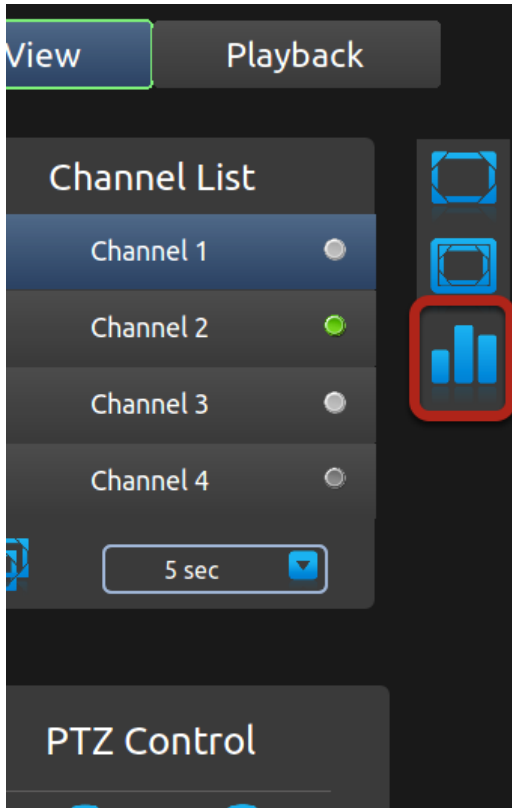 View
Playback
Channel List
Channel 1
Channel 2
Channel 3
Channel 4
5 sec
PTZ Control